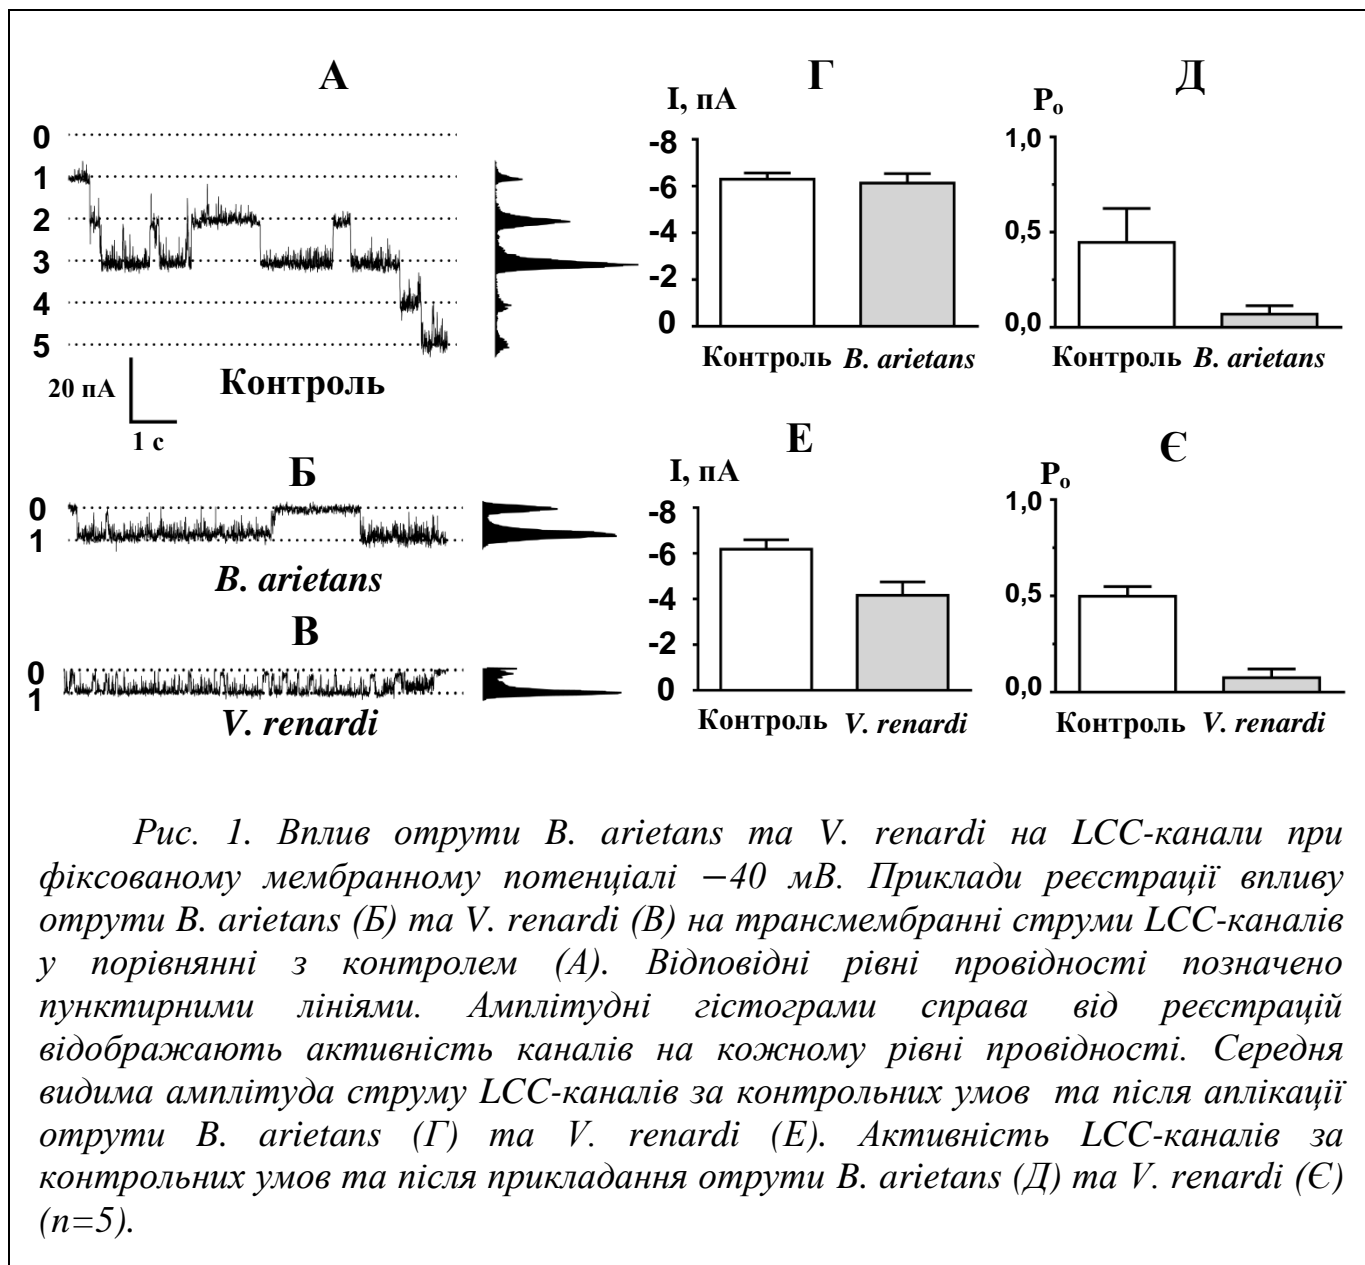 А
0
1
2
3
4
5
20 пА
1 с
Контроль
Б
0
1
B. arietans
В
0
1
V. renardi
Г
I, пА
-8
-6
-4
-2
0
Контроль B. arietans
Д
Pо
1,0
0,5
0,0
Контроль B. arietans
Е
I, пА
-8
-6
-4
-2
0
Контроль V. renardi
Є
Pо
1,0
0,5
0,0
Контроль V. renardi
Рис. 1. Вплив отрути B. arietans та V. renardi на LCC-канали при
фіксованому мембранному потенціалі −40 мВ. Приклади реєстрації впливу
отрути B. arietans (Б) та V. renardi (В) на трансмембранні струми LCC-каналів
у порівнянні з контролем (А). Відповідні рівні провідності позначено
пунктирними лініями. Амплітудні гістограми справа від реєстрацій
відображають активність каналів на кожному рівні провідності. Середня
видима амплітуда струму LCC-каналів за контрольних умов та після аплікації
отрути B. arietans (Г) та V. renardi (Е). Активність LCC-каналів за
контрольних умов та після прикладання отрути B. arietans (Д) та V. renardi (Є)
(n=5).